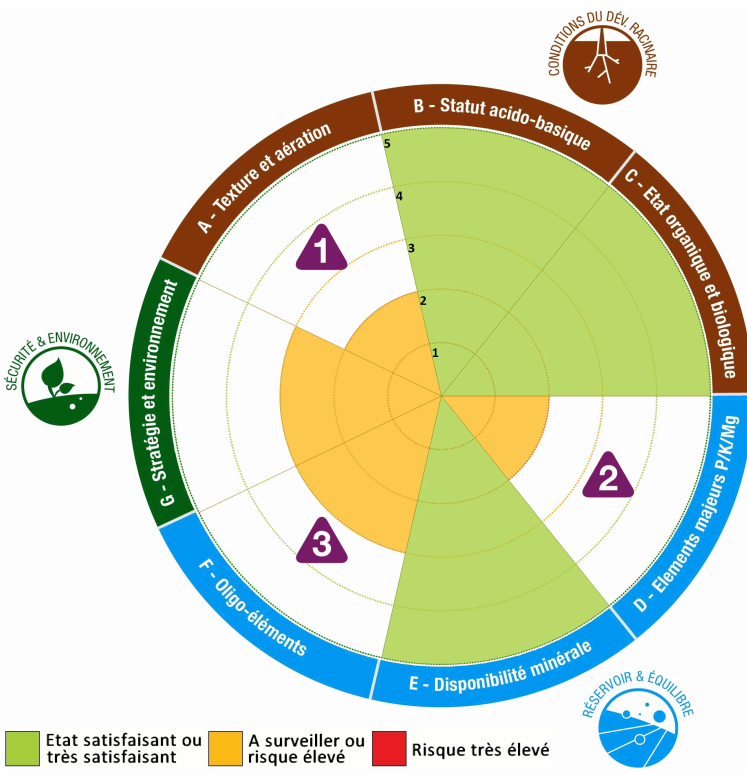 CONDITIONS DU DÉV. RACINAIRE
B - Statut acido-basique
A - Texture et aération
C - Etat organique et biologique
5
4
3
2
1
1
SÉCURITÉ & ENVIRONNEMENT
G - Stratégie et environnement
2
D - Elements majeurs P/K/Mg
3
F - Oligo-éléments
E - Disponibilité minérale
RÉSERVOIR & ÉQUILIBRE
Etat satisfaisant ou
très satisfaisant
A surveiller ou
risque élevé
Risque très élevé